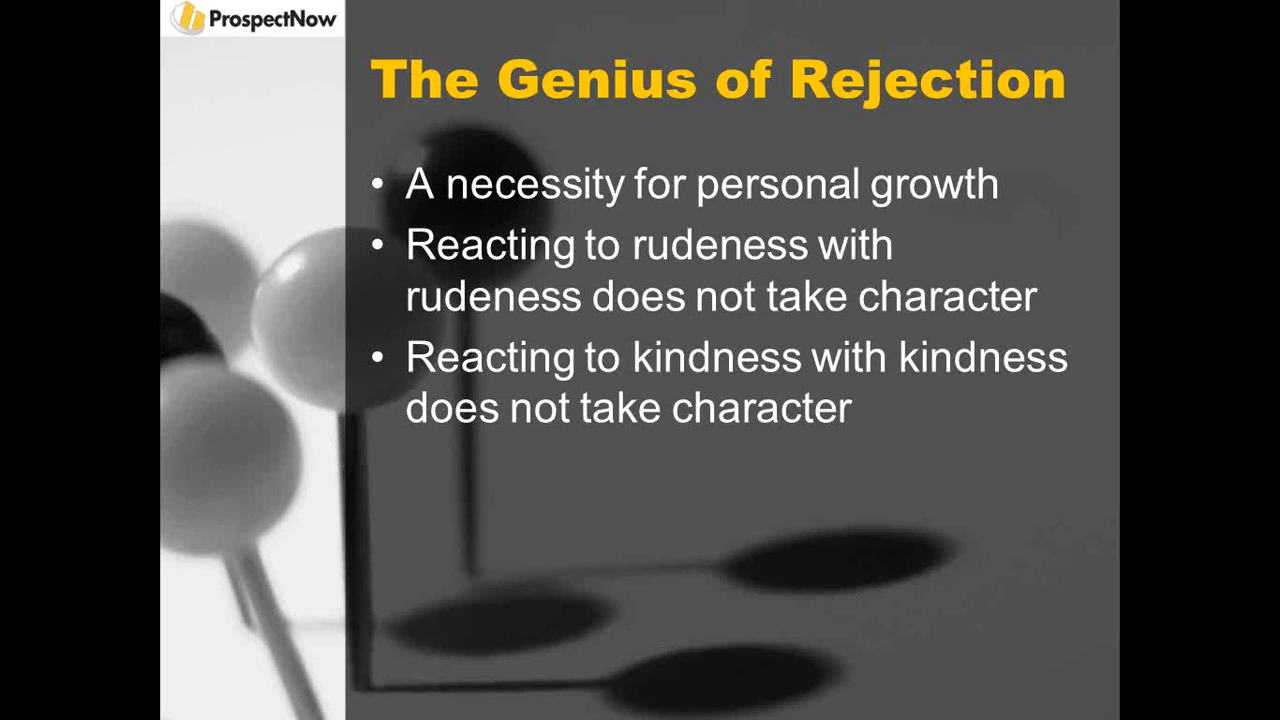 ProspectNow
The Genius of Rejection
• A necessity for personal growth
• Reacting to rudeness with
rudeness does not take character
• Reacting to kindness with kindness
does not take character